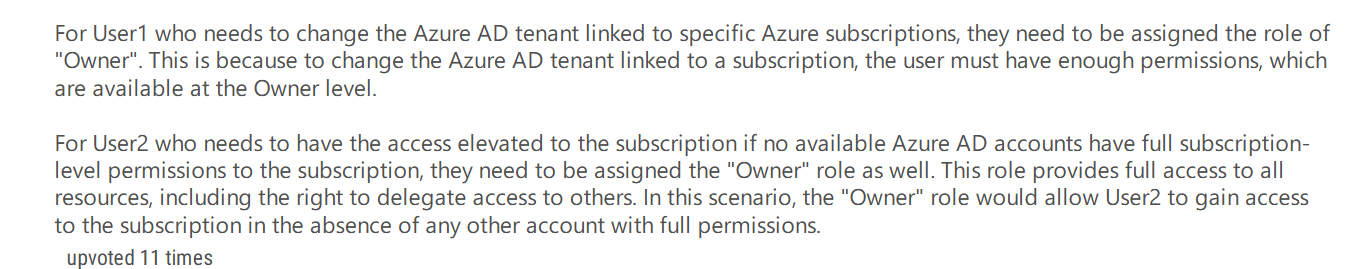 For User1 who needs to change the Azure AD tenant linked to specific Azure subscriptions, they need to be assigned the role of
"Owner". This is because to change the Azure AD tenant linked to a subscription, the user must have enough permissions, which
are available at the Owner level.
For User2 who needs to have the access elevated to the subscription if no available Azure AD accounts have full subscription-
level permissions to the subscription, they need to be assigned the "Owner" role as well. This role provides full access to all
resources, including the right to delegate access to others. In this scenario, the "Owner" role would allow User2 to gain access
to the subscription in the absence of any other account with full permissions.
upvoted 11 times